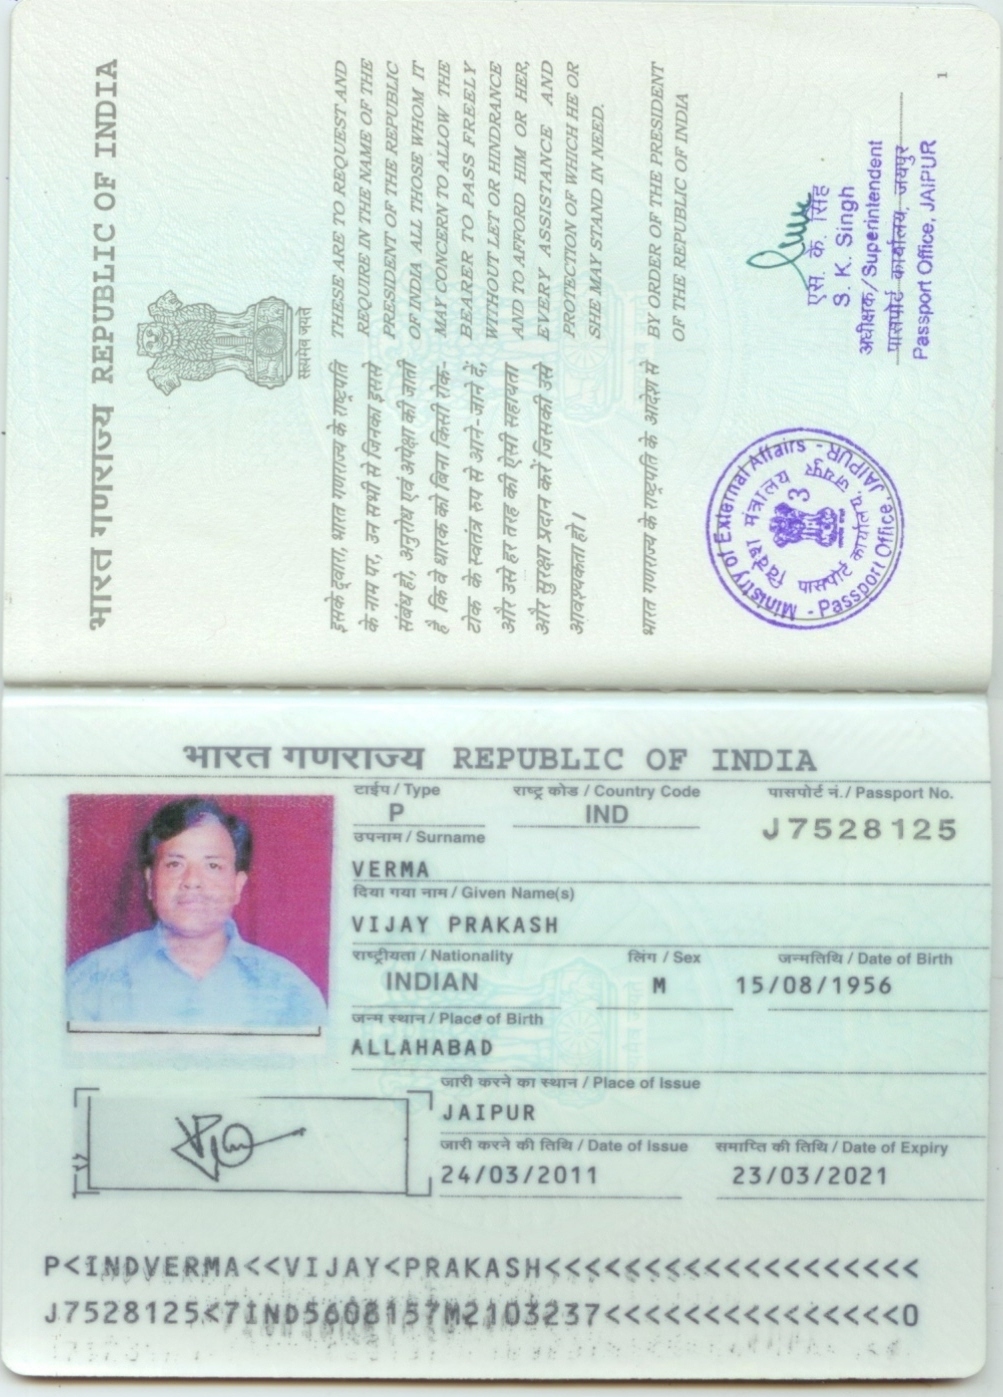 भारत गणराज्य REPUBLIC OF INDIA
सत्यमेव जयते
इसके द्वारा, भारत गणराज्य के राष्ट्रपति
के नाम पर, उन सभी से जिनका इससे
संबंध हो, अनुरोध एवं अपेक्षा की जाती
है कि वे धारक को बिना किसी रोक-
टोक के स्वतंत्र रुप से आने-जाने दें,
और उसे हर तरह की ऐसी सहायता
और सुरक्षा प्रदान करें जिसकी उसे
आवश्यकता हो।
THESE ARE TO REQUEST AND
REQUIRE IN THE NAME OF THE
PRESIDENT OF THE REPUBLIC
OF INDIA ALL THOSE WHOM IT
MAY CONCERN TO ALLOW THE
BEARER TO PASS FREELY
WITHOUT LET OR HINDRANCE
AND TO AFFORD HIM OR HER,
EVERY ASSISTANCE AND
PROTECTION OF WHICH HE OR
SHE MAY STAND IN NEED.
भारत गणराज्य के राष्ट्रपति के आदेश से
BY ORDER OF THE PRESIDENT
OF THE REPUBLIC OF INDIA
Ministry of External Affairs - JAIPUR
- Passport Office,
विदेश मंत्रालय
पासपोर्ट कार्यालय, जयपुर
3
एस. के. सिंह
S. K. Singh
अधीक्षक/Superintendent
पासपोर्ट कार्यालय, जयपुर
Passport Office, JAIPUR
1
भारत गणराज्य REPUBLIC OF INDIA
टाईप / Type राष्ट्र कोड / Country Code पासपोर्ट नं. / Passport No.
P IND J7528125
उपनाम / Surname
VERMA
दिया गया नाम / Given Name(s)
VIJAY PRAKASH
राष्ट्रीयता / Nationality लिंग / Sex जन्मतिथि / Date of Birth
INDIAN M 15/08/1956
जन्म स्थान / Place of Birth
ALLAHABAD
जारी करने का स्थान / Place of Issue
JAIPUR
जारी करने की तिथि / Date of Issue समाप्ति की तिथि / Date of Expiry
24/03/2011 23/03/2021
P<INDVERMA<<VIJAY<PRAKASH<<<<<<<<<<<<<<<<<<<
J7528125<7IND5608157M2103237<<<<<<<<<<<<<<<0